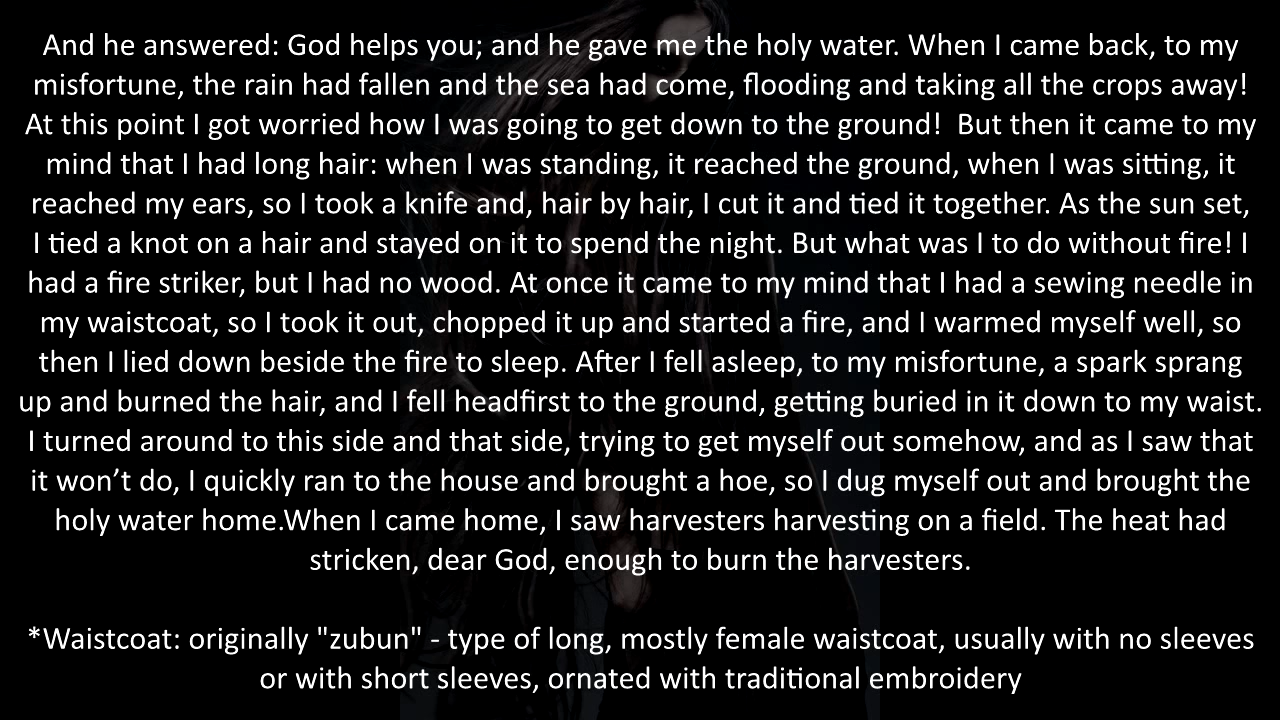 And he answered: God helps you; and he gave me the holy water. When I came back, to my
misfortune, the rain had fallen and the sea had come, flooding and taking all the crops away!
At this point I got worried how I was going to get down to the ground!  But then it came to my
mind that I had long hair: when I was standing, it reached the ground, when I was sitting, it
reached my ears, so I took a knife and, hair by hair, I cut it and tied it together. As the sun set,
I tied a knot on a hair and stayed on it to spend the night. But what was I to do without fire! I
had a fire striker, but I had no wood. At once it came to my mind that I had a sewing needle in
my waistcoat, so I took it out, chopped it up and started a fire, and I warmed myself well, so
then I lied down beside the fire to sleep. After I fell asleep, to my misfortune, a spark sprang
up and burned the hair, and I fell headfirst to the ground, getting buried in it down to my waist.
I turned around to this side and that side, trying to get myself out somehow, and as I saw that
it won’t do, I quickly ran to the house and brought a hoe, so I dug myself out and brought the
holy water home.When I came home, I saw harvesters harvesting on a field. The heat had
stricken, dear God, enough to burn the harvesters.
*Waistcoat: originally "zubun" - type of long, mostly female waistcoat, usually with no sleeves
or with short sleeves, ornated with traditional embroidery